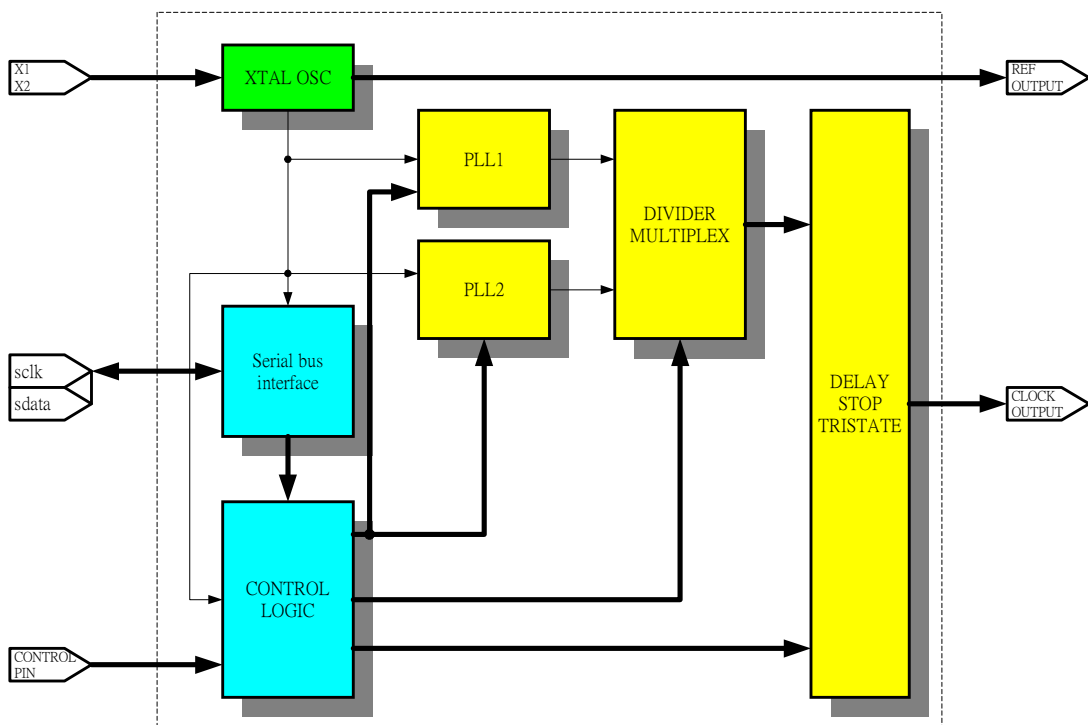 X1
X2
XTAL OSC
REF
OUTPUT
PLL1
DIVIDER
MULTIPLEX
PLL2
Serial bus
interface
sclk
sdata
DELAY
STOP
TRISTATE
CLOCK
OUTPUT
CONTROL
LOGIC
CONTROL
PIN